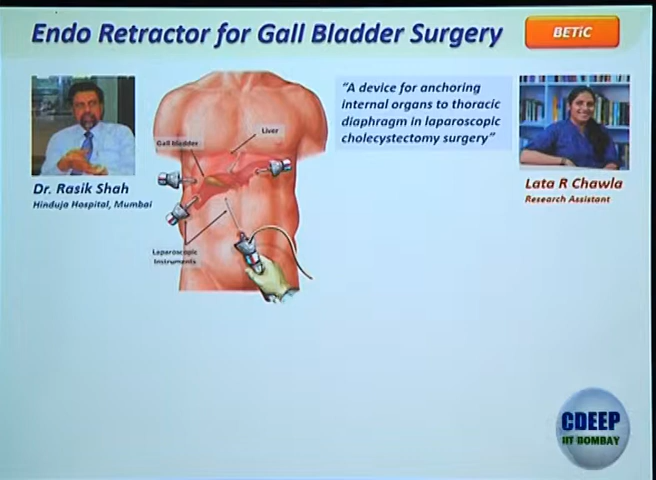 Endo Retractor for Gall Bladder Surgery
BETiC
"A device for anchoring
internal organs to thoracic
diaphragm in laparoscopic
cholecystectomy surgery"
Liver
Gall bladder
Dr. Rasik Shah
Hinduja Hospital, Mumbai
Lata R Chawla
Research Assistant
Laparoscopic
Instruments
CDEEP
IIT BOMBAY